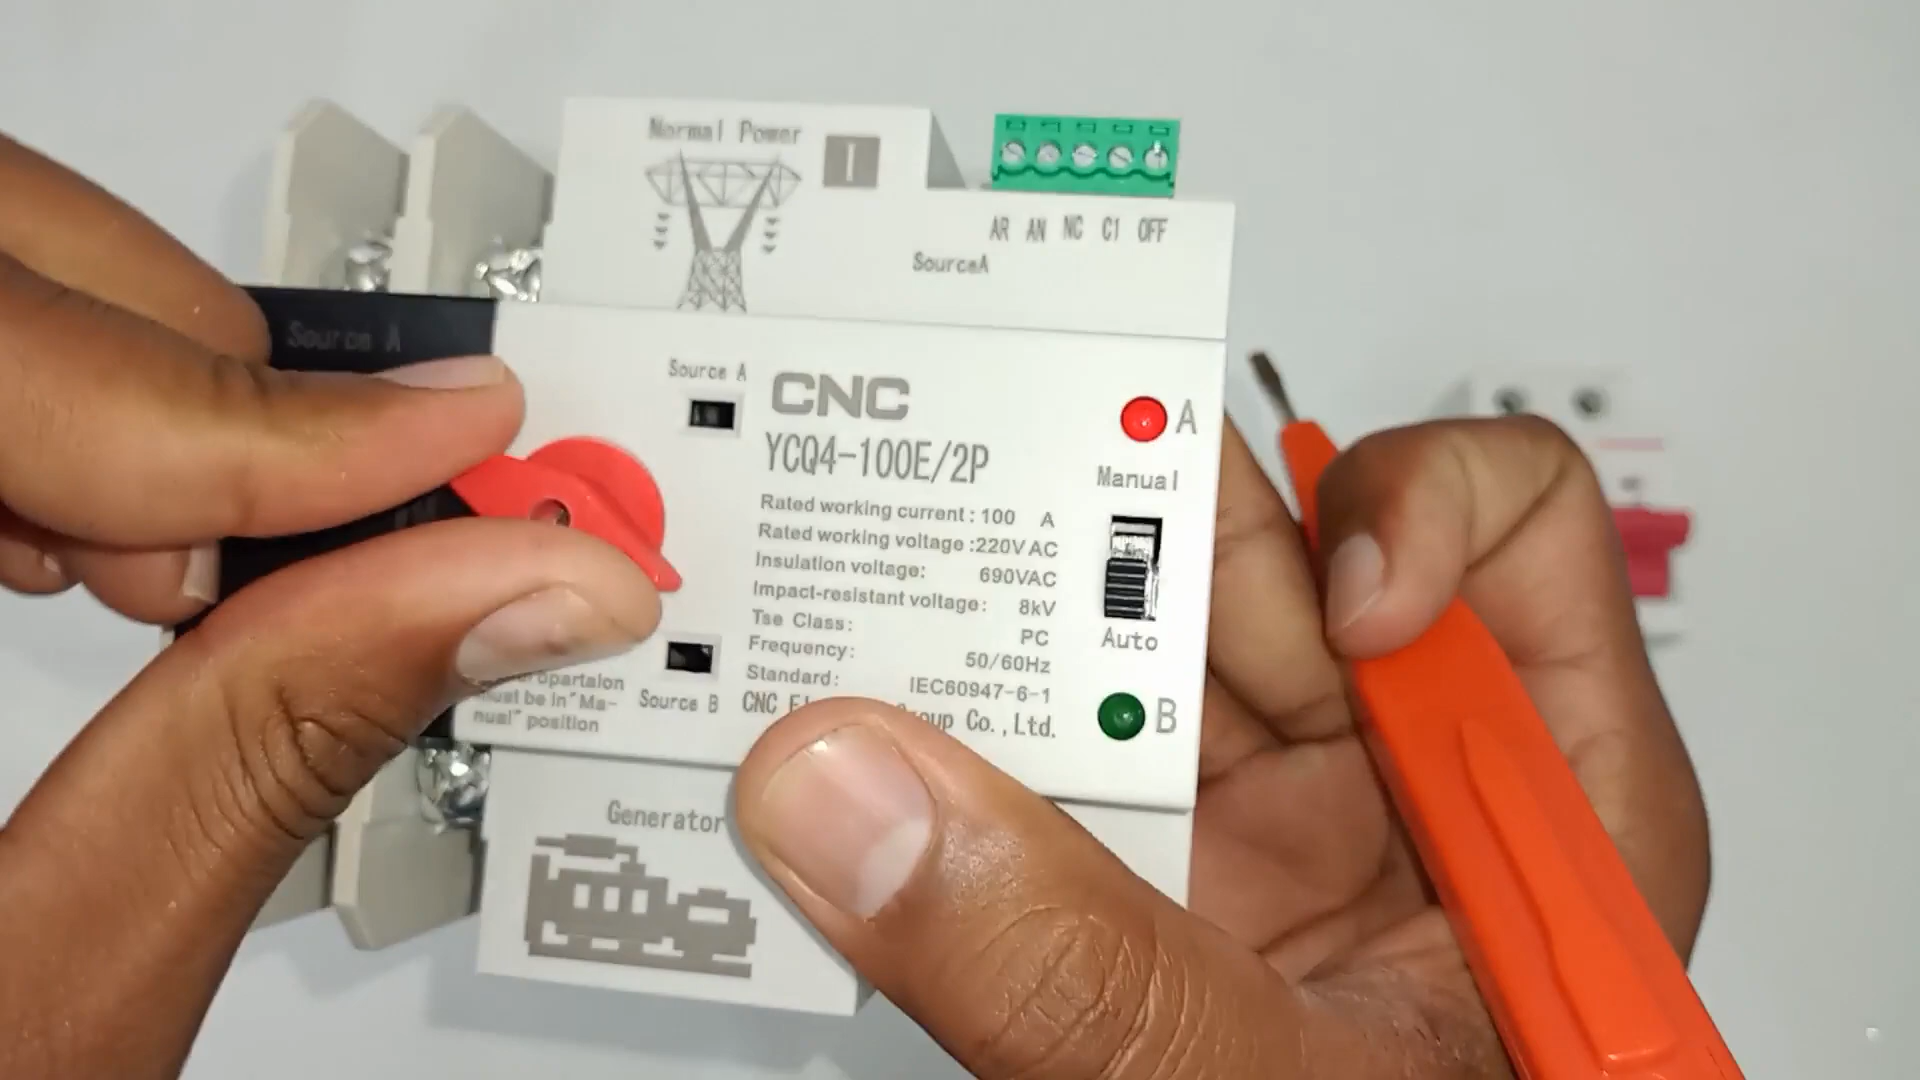 Normal Power
I
AR AN NC C1 OFF
SourceA
Source A
Source A
CNC
YCQ4-100E/2P
A
Manual
Rated working current: 100 A
Rated working voltage:220V AC
Insulation voltage: 690VAC
Impact-resistant voltage: 8kV
Tse Class: PC
Frequency: 50/60Hz
Standard: IEC60947-6-1
Auto
B
opartaion
must be in"Ma-
nual" position
Source B
CNC Co.,Ltd.
Generator